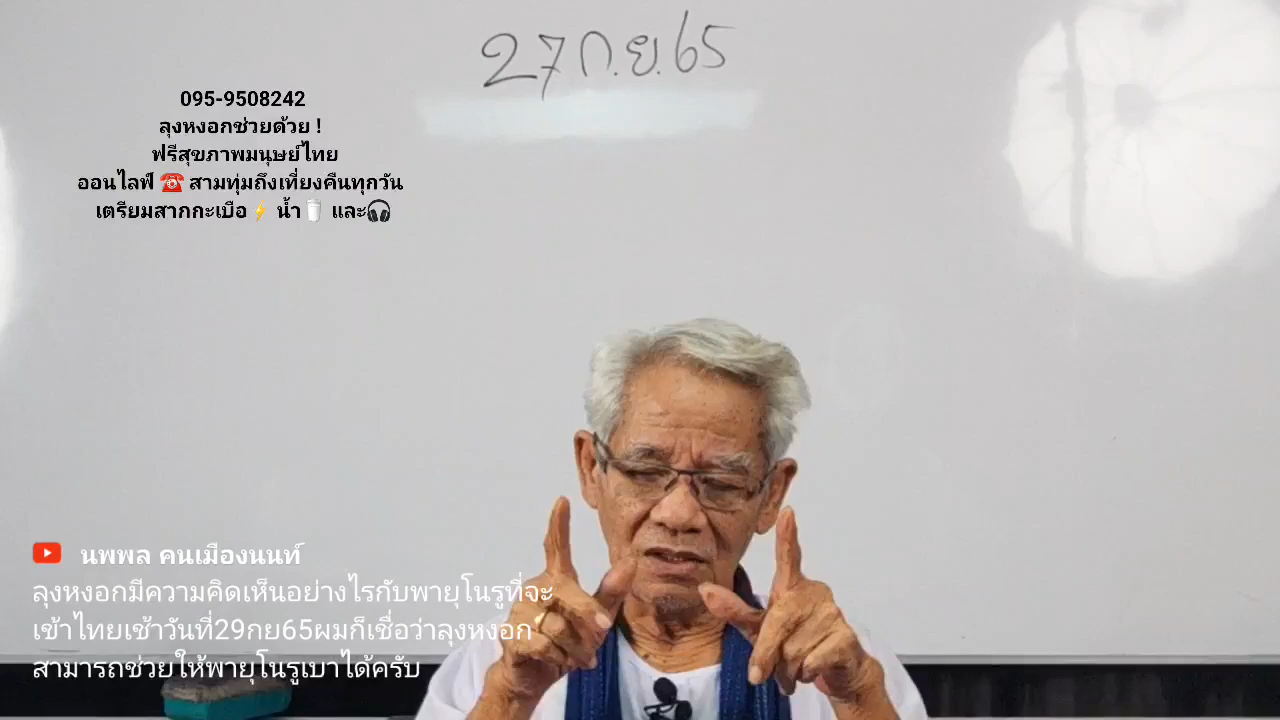 27 ก.ย. 65
095-9508242
ลุงหงอกช่วยด้วย !
ฟรีสุขภาพมนุษย์ไทย
ออนไลฟ์ ☎️ สามทุ่มถึงเที่ยงคืนทุกวัน
เตรียมสากกะเบือ⚡ น้ำ🥛 และ🎧
นพพล คนเมืองนนท์
ลุงหงอกมีความคิดเห็นอย่างไรกับพายุโนรูที่จะ
เข้าไทยเช้าวันที่29กย65ผมก็เชื่อว่าลุงหงอก
สามารถช่วยให้พายุโนรูเบาได้ครับ